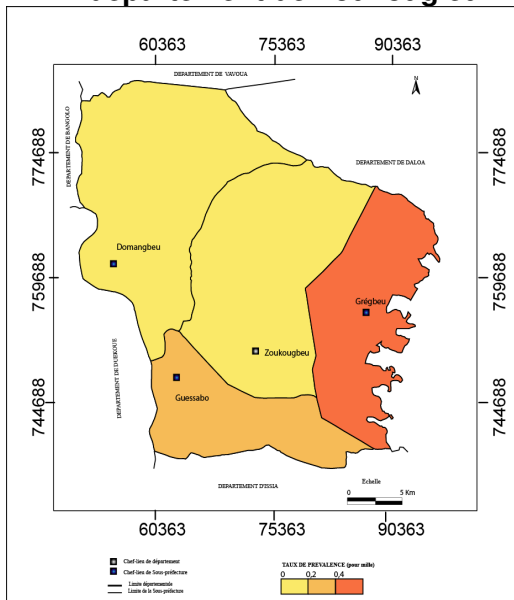 60363 75363 90363
DEPARTEMENT DE VAVOUA
N
DEPARTEMENT DE BANGOLO
774688
774688
DEPARTEMENT DE DALOA
Domangbeu
759688
759688
Grégbeu
DEPARTEMENT DE DUEKOUE
Zoukougbeu
Guessabo
744688
744688
DEPARTEMENT D'ISSIA
Echelle
0 5 Km
60363 75363 90363
Chef-lieu de département
Chef-lieu de Sous-préfecture
Limite départementale
Limite de la Sous-préfecture
TAUX DE PREVALENCE (pour mille)
0 0,2 0,4